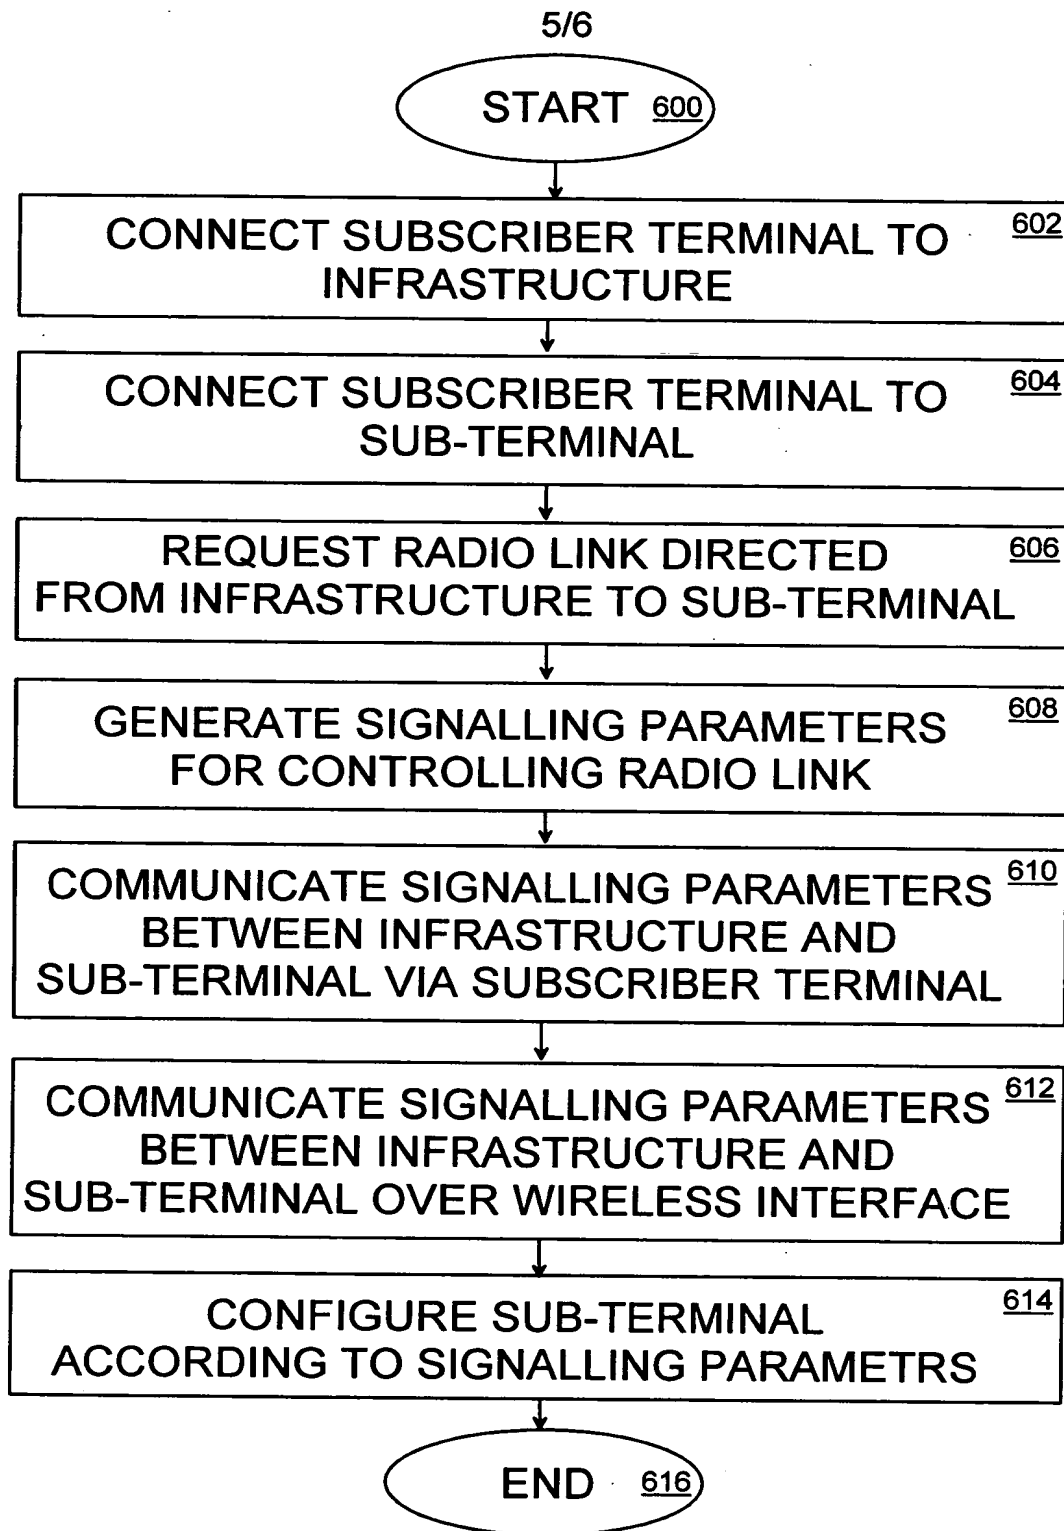 5/6
START 600
CONNECT SUBSCRIBER TERMINAL TO 602
INFRASTRUCTURE
CONNECT SUBSCRIBER TERMINAL TO 604
SUB-TERMINAL
REQUEST RADIO LINK DIRECTED 606
FROM INFRASTRUCTURE TO SUB-TERMINAL
GENERATE SIGNALLING PARAMETERS 608
FOR CONTROLLING RADIO LINK
COMMUNICATE SIGNALLING PARAMETERS 610
BETWEEN INFRASTRUCTURE AND
SUB-TERMINAL VIA SUBSCRIBER TERMINAL
COMMUNICATE SIGNALLING PARAMETERS 612
BETWEEN INFRASTRUCTURE AND
SUB-TERMINAL OVER WIRELESS INTERFACE
CONFIGURE SUB-TERMINAL 614
ACCORDING TO SIGNALLING PARAMETRS
END 616